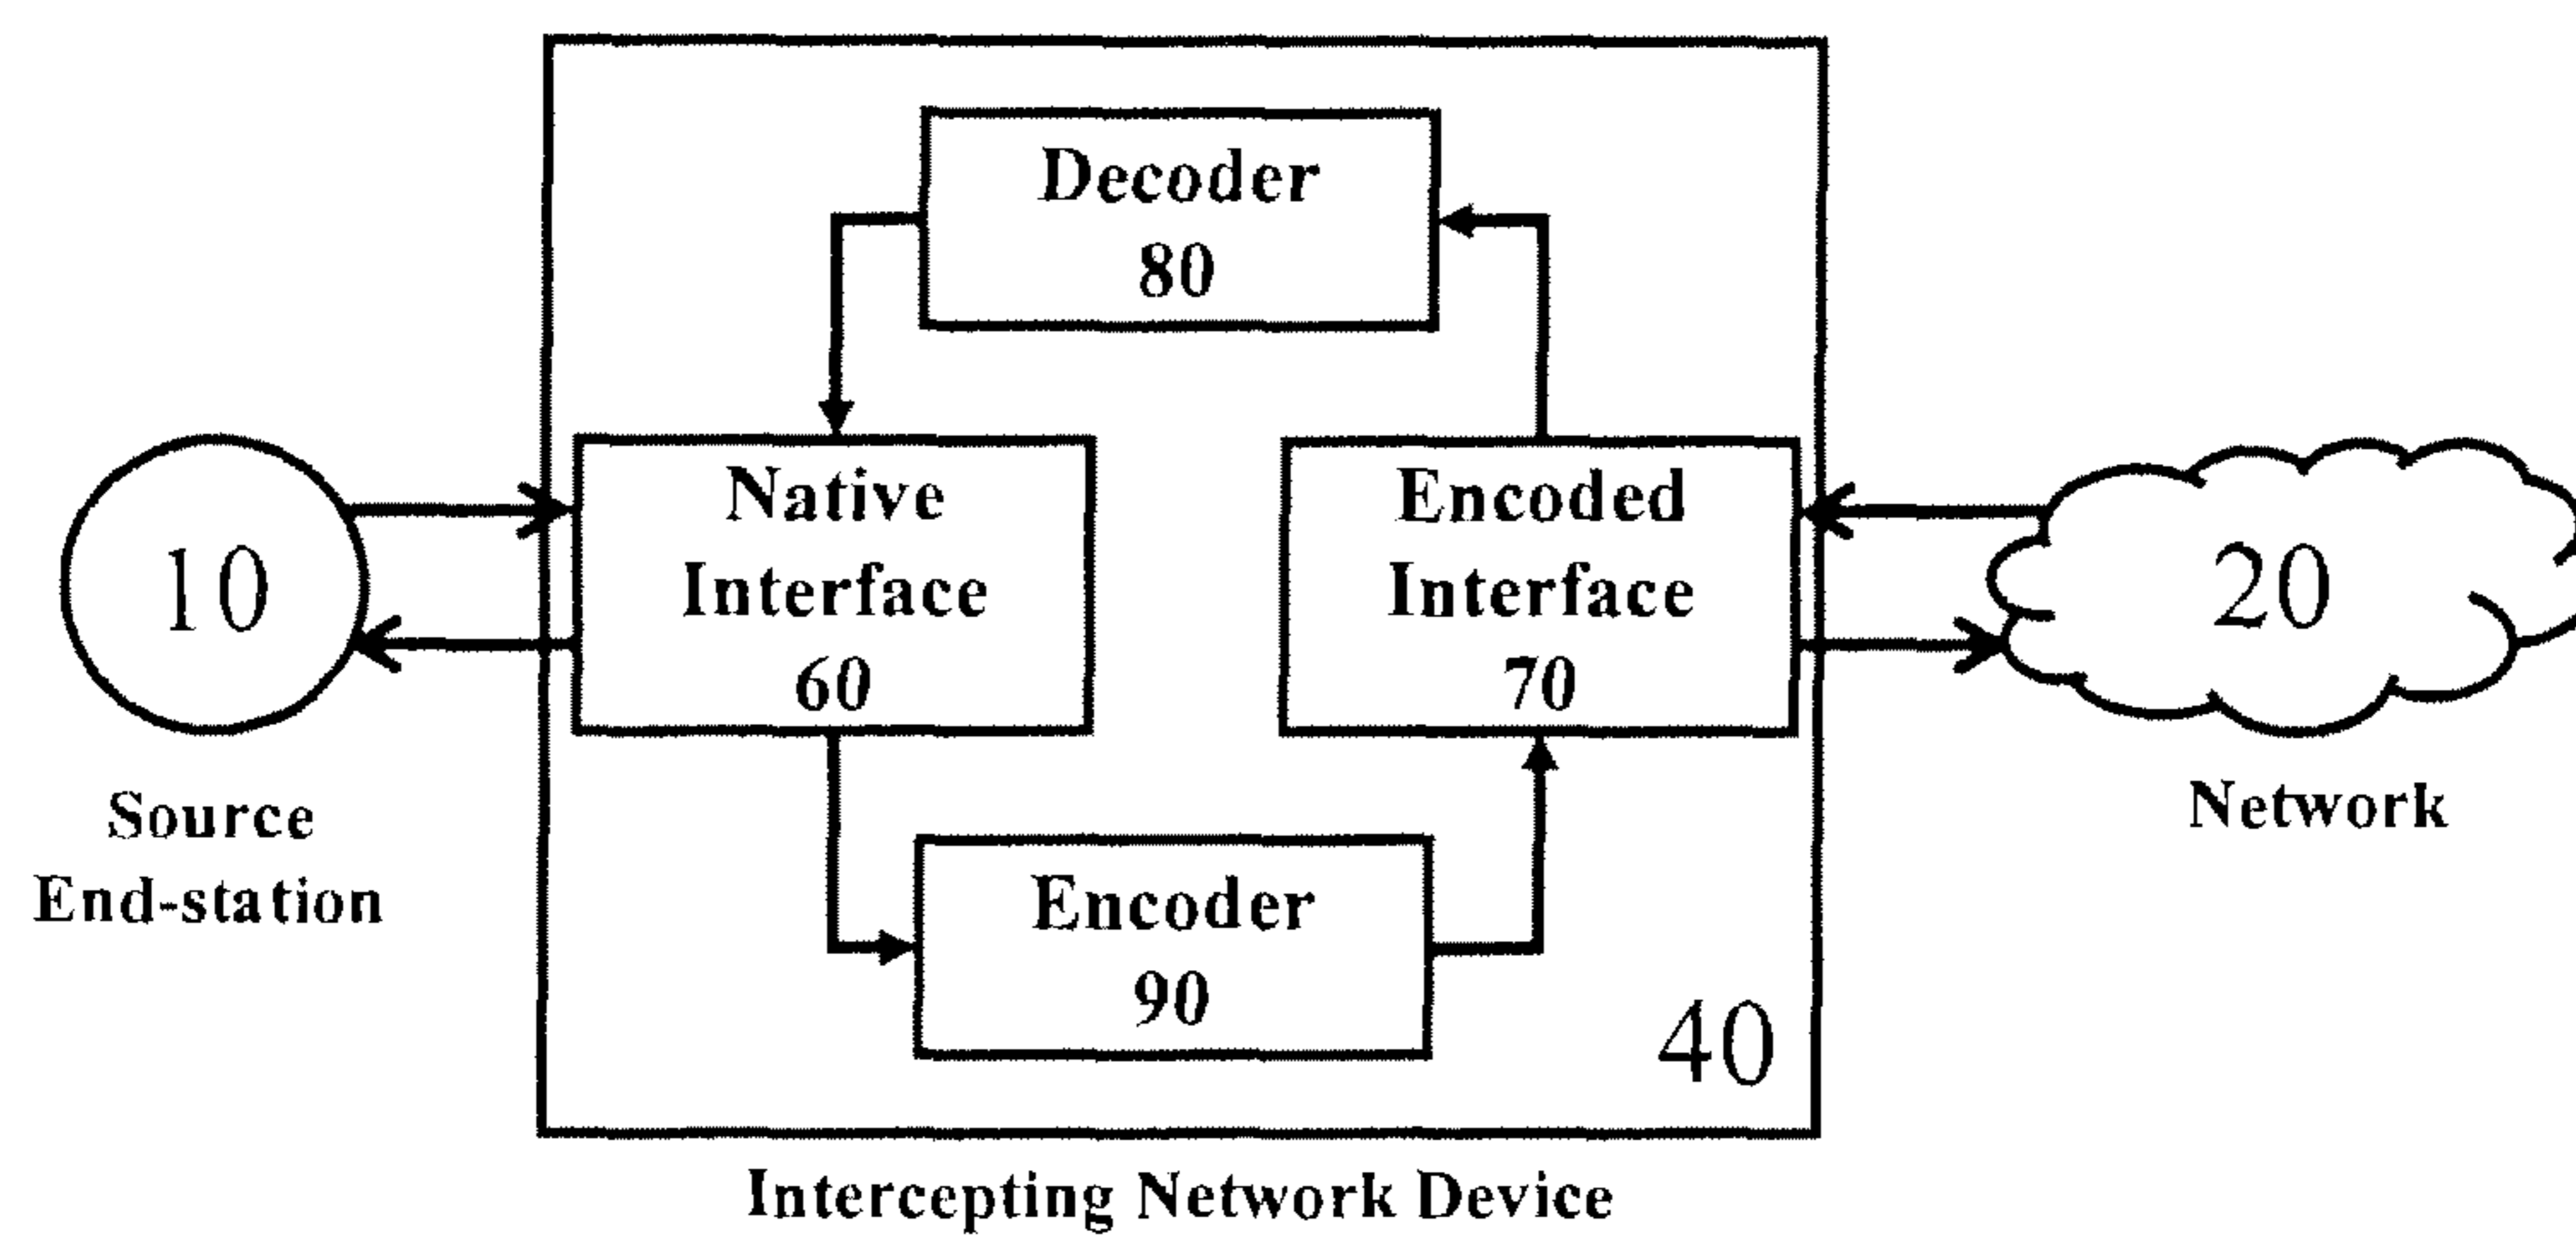 Decoder
80
Native
Interface
60
Encoded
Interface
70
10
20
Source
End-station
Network
Encoder
90
40
Intercepting Network Device